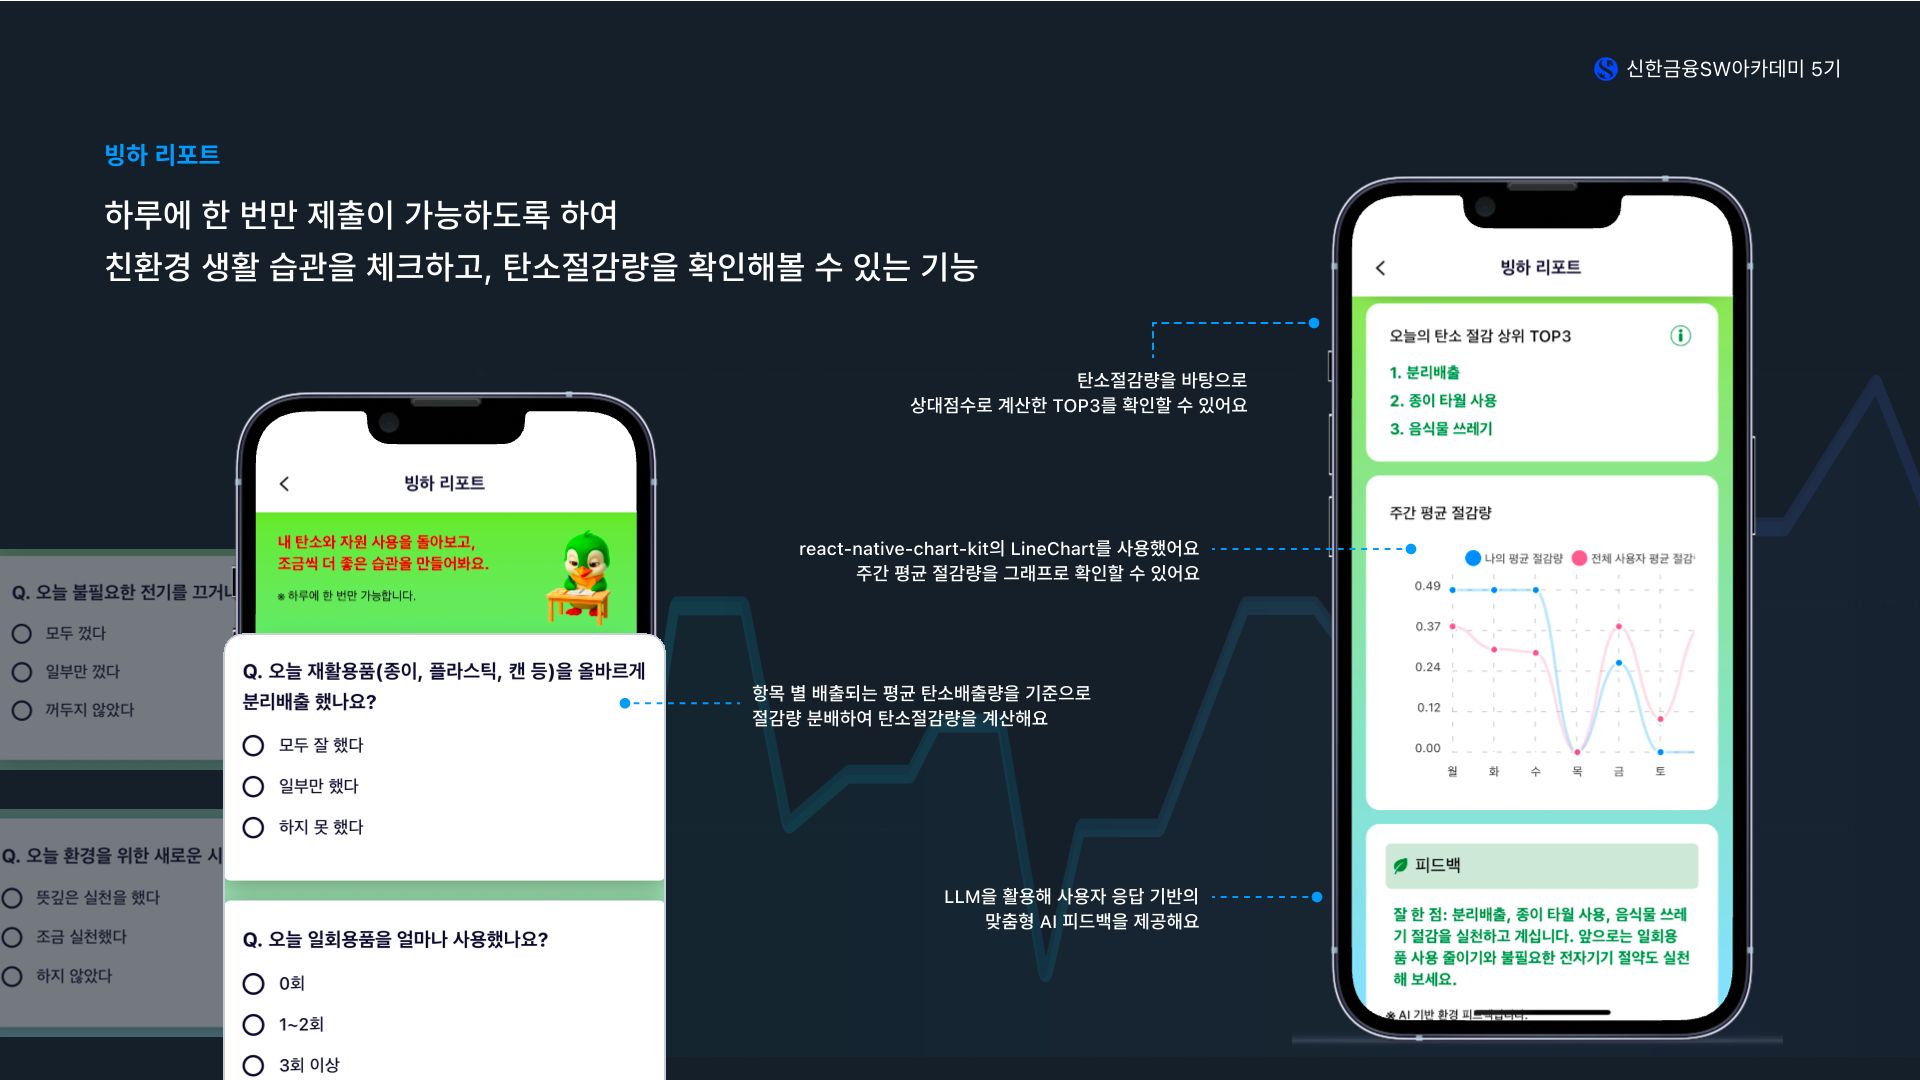 신한금융SW아카데미 5기
빙하 리포트
하루에 한 번만 제출이 가능하도록 하여
친환경 생활 습관을 체크하고, 탄소절감량을 확인해볼 수 있는 기능
Q. 오늘 불필요한 전기를 끄거나
모두 껐다
일부만 껐다
꺼두지 않았다
Q. 오늘 환경을 위한 새로운 시
뜻깊은 실천을 했다
조금 실천했다
하지 않았다
빙하 리포트
내 탄소와 자원 사용을 돌아보고,
조금씩 더 좋은 습관을 만들어봐요.
※ 하루에 한 번만 가능합니다.
Q. 오늘 재활용품(종이, 플라스틱, 캔 등)을 올바르게
분리배출 했나요?
모두 잘 했다
일부만 했다
하지 못 했다
Q. 오늘 일회용품을 얼마나 사용했나요?
0회
1~2회
3회 이상
탄소절감량을 바탕으로
상대점수로 계산한 TOP3를 확인할 수 있어요
react-native-chart-kit의 LineChart를 사용했어요
주간 평균 절감량을 그래프로 확인할 수 있어요
항목 별 배출되는 평균 탄소배출량을 기준으로
절감량 분배하여 탄소절감량을 계산해요
LLM을 활용해 사용자 응답 기반의
맞춤형 AI 피드백을 제공해요
빙하 리포트
오늘의 탄소 절감 상위 TOP3
1. 분리배출
2. 종이 타월 사용
3. 음식물 쓰레기
주간 평균 절감량
나의 평균 절감량 전체 사용자 평균 절감
0.49
0.37
0.24
0.12
0.00
월 화 수 목 금 토
피드백
잘 한 점: 분리배출, 종이 타월 사용, 음식물 쓰레
기 절감을 실천하고 계십니다. 앞으로는 일회용
품 사용 줄이기와 불필요한 전자기기 절약도 실천
해 보세요.
※ AI 기반 환경 피드백입니다.